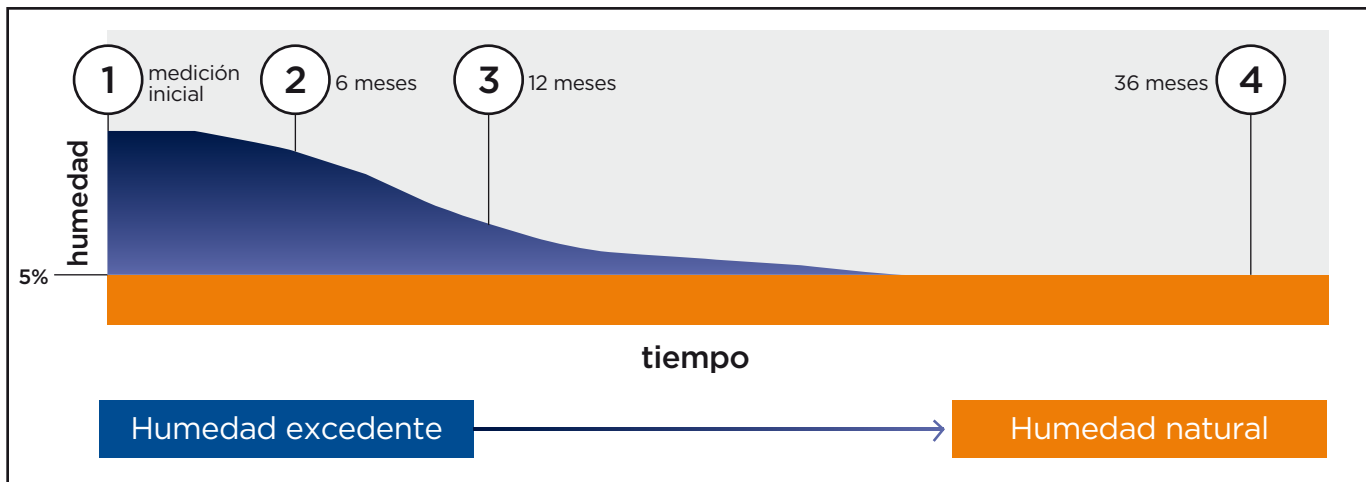 1
medición
inicial
2
6 meses
3
12 meses
36 meses
4
humedad
5%
tiempo
Humedad excedente
Humedad natural